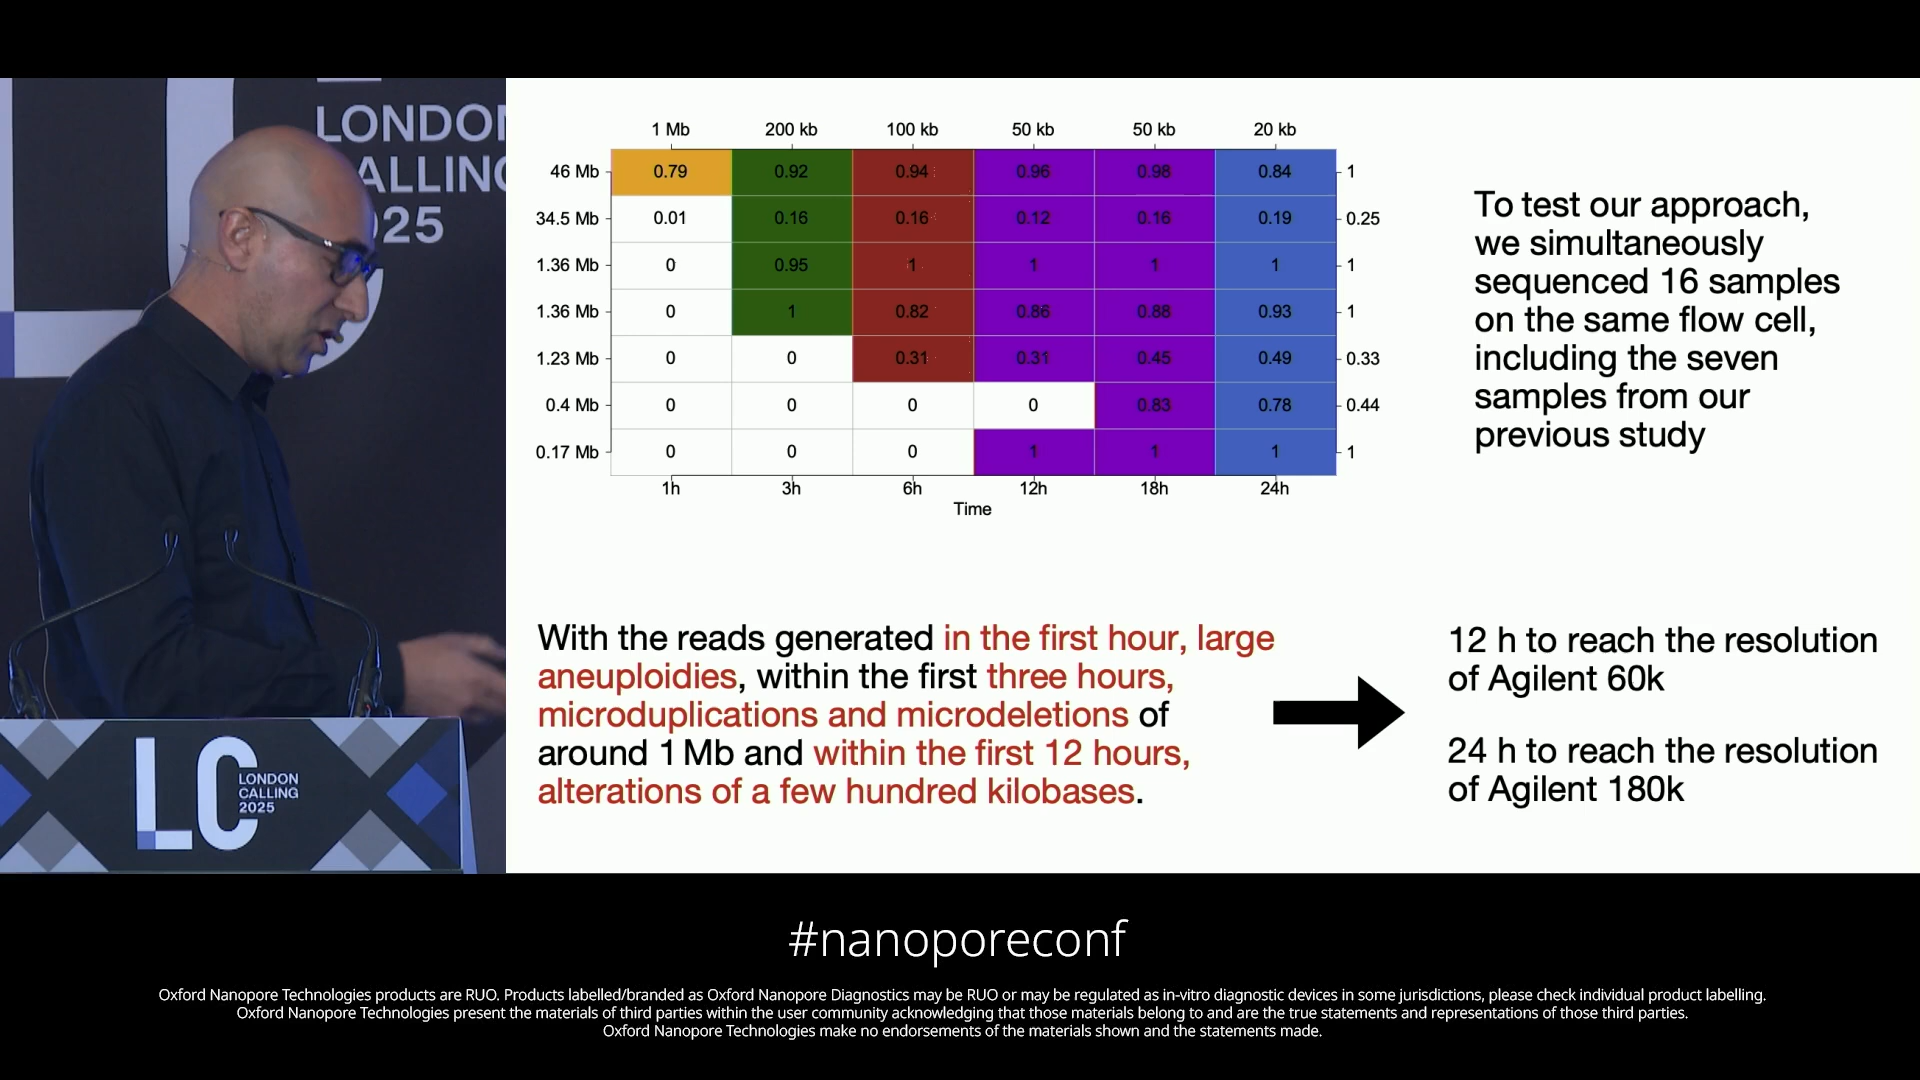 LONDON
CALLING
2025
1 Mb 200 kb 100 kb 50 kb 50 kb 20 kb
46 Mb 0.79 0.92 0.94 0.96 0.98 0.84 1
34.5 Mb 0.01 0.16 0.16 0.12 0.16 0.19 0.25
1.36 Mb 0 0.95 1 1 1 1 1
1.36 Mb 0 1 0.82 0.86 0.88 0.93 1
1.23 Mb 0 0 0.31 0.31 0.45 0.49 0.33
0.4 Mb 0 0 0 0 0.83 0.78 0.44
0.17 Mb 0 0 0 1 1 1 1
1h 3h 6h 12h 18h 24h
Time
To test our approach,
we simultaneously
sequenced 16 samples
on the same flow cell,
including the seven
samples from our
previous study
With the reads generated in the first hour, large
aneuploidies, within the first three hours,
microduplications and microdeletions of
around 1 Mb and within the first 12 hours,
alterations of a few hundred kilobases.
12 h to reach the resolution
of Agilent 60k
24 h to reach the resolution
of Agilent 180k
LC
LONDON
CALLING
2025
#nanoporeconf
Oxford Nanopore Technologies products are RUO. Products labelled/branded as Oxford Nanopore Diagnostics may be RUO or may be regulated as in-vitro diagnostic devices in some jurisdictions, please check individual product labelling.
Oxford Nanopore Technologies present the materials of third parties within the user community acknowledging that those materials belong to and are the true statements and representations of those third parties.
Oxford Nanopore Technologies make no endorsements of the materials shown and the statements made.